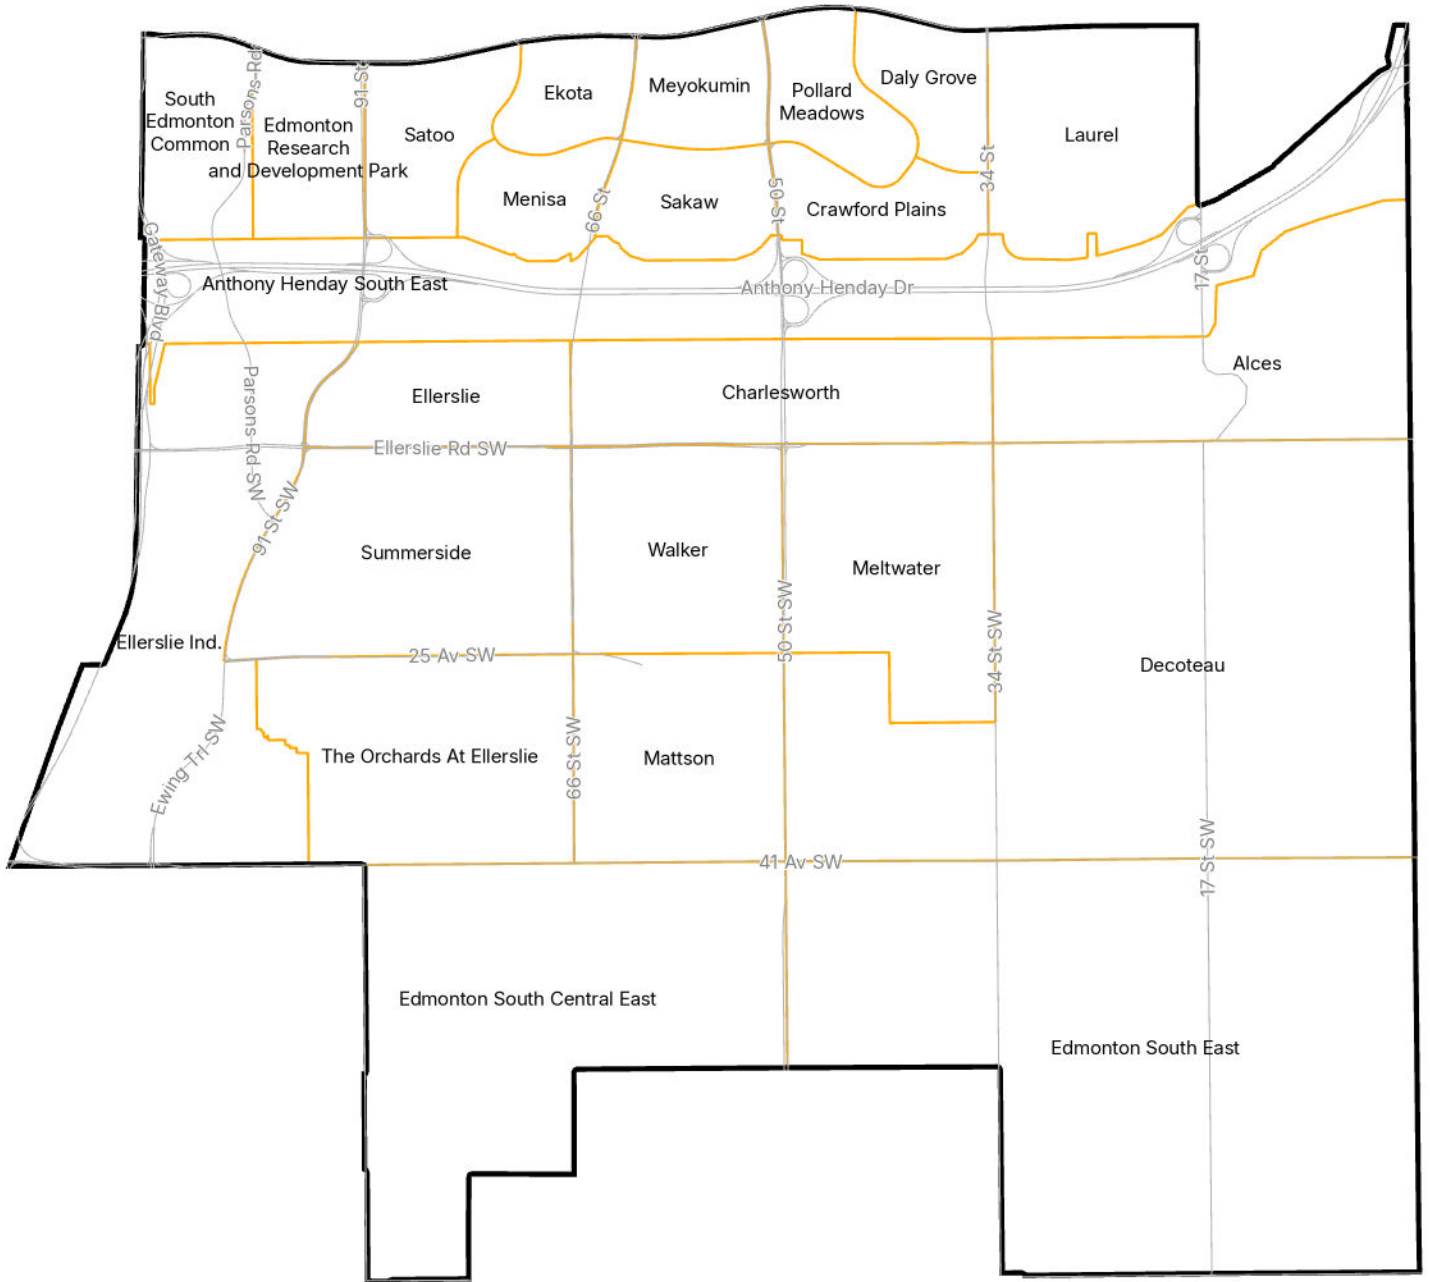 Parsons Rd
91 St
South
Edmonton
Common
Edmonton
Research
and Development Park
Satoo
Ekota
Meyokumin
Pollard
Meadows
Daly Grove
Laurel
34 St
Menisa
66 St
Sakaw
50 St
Crawford Plains
Gateway Blvd
Anthony Henday South East
Anthony Henday Dr
17 St
Alces
Parsons Rd SW
Ellerslie
Charlesworth
Ellerslie Rd SW
91 St SW
Summerside
Walker
Meltwater
50 St SW
34 St SW
Ellerslie Ind.
25 Av SW
Decoteau
Ewing Trl SW
The Orchards At Ellerslie
66 St SW
Mattson
41 Av SW
17 St SW
Edmonton South Central East
Edmonton South East